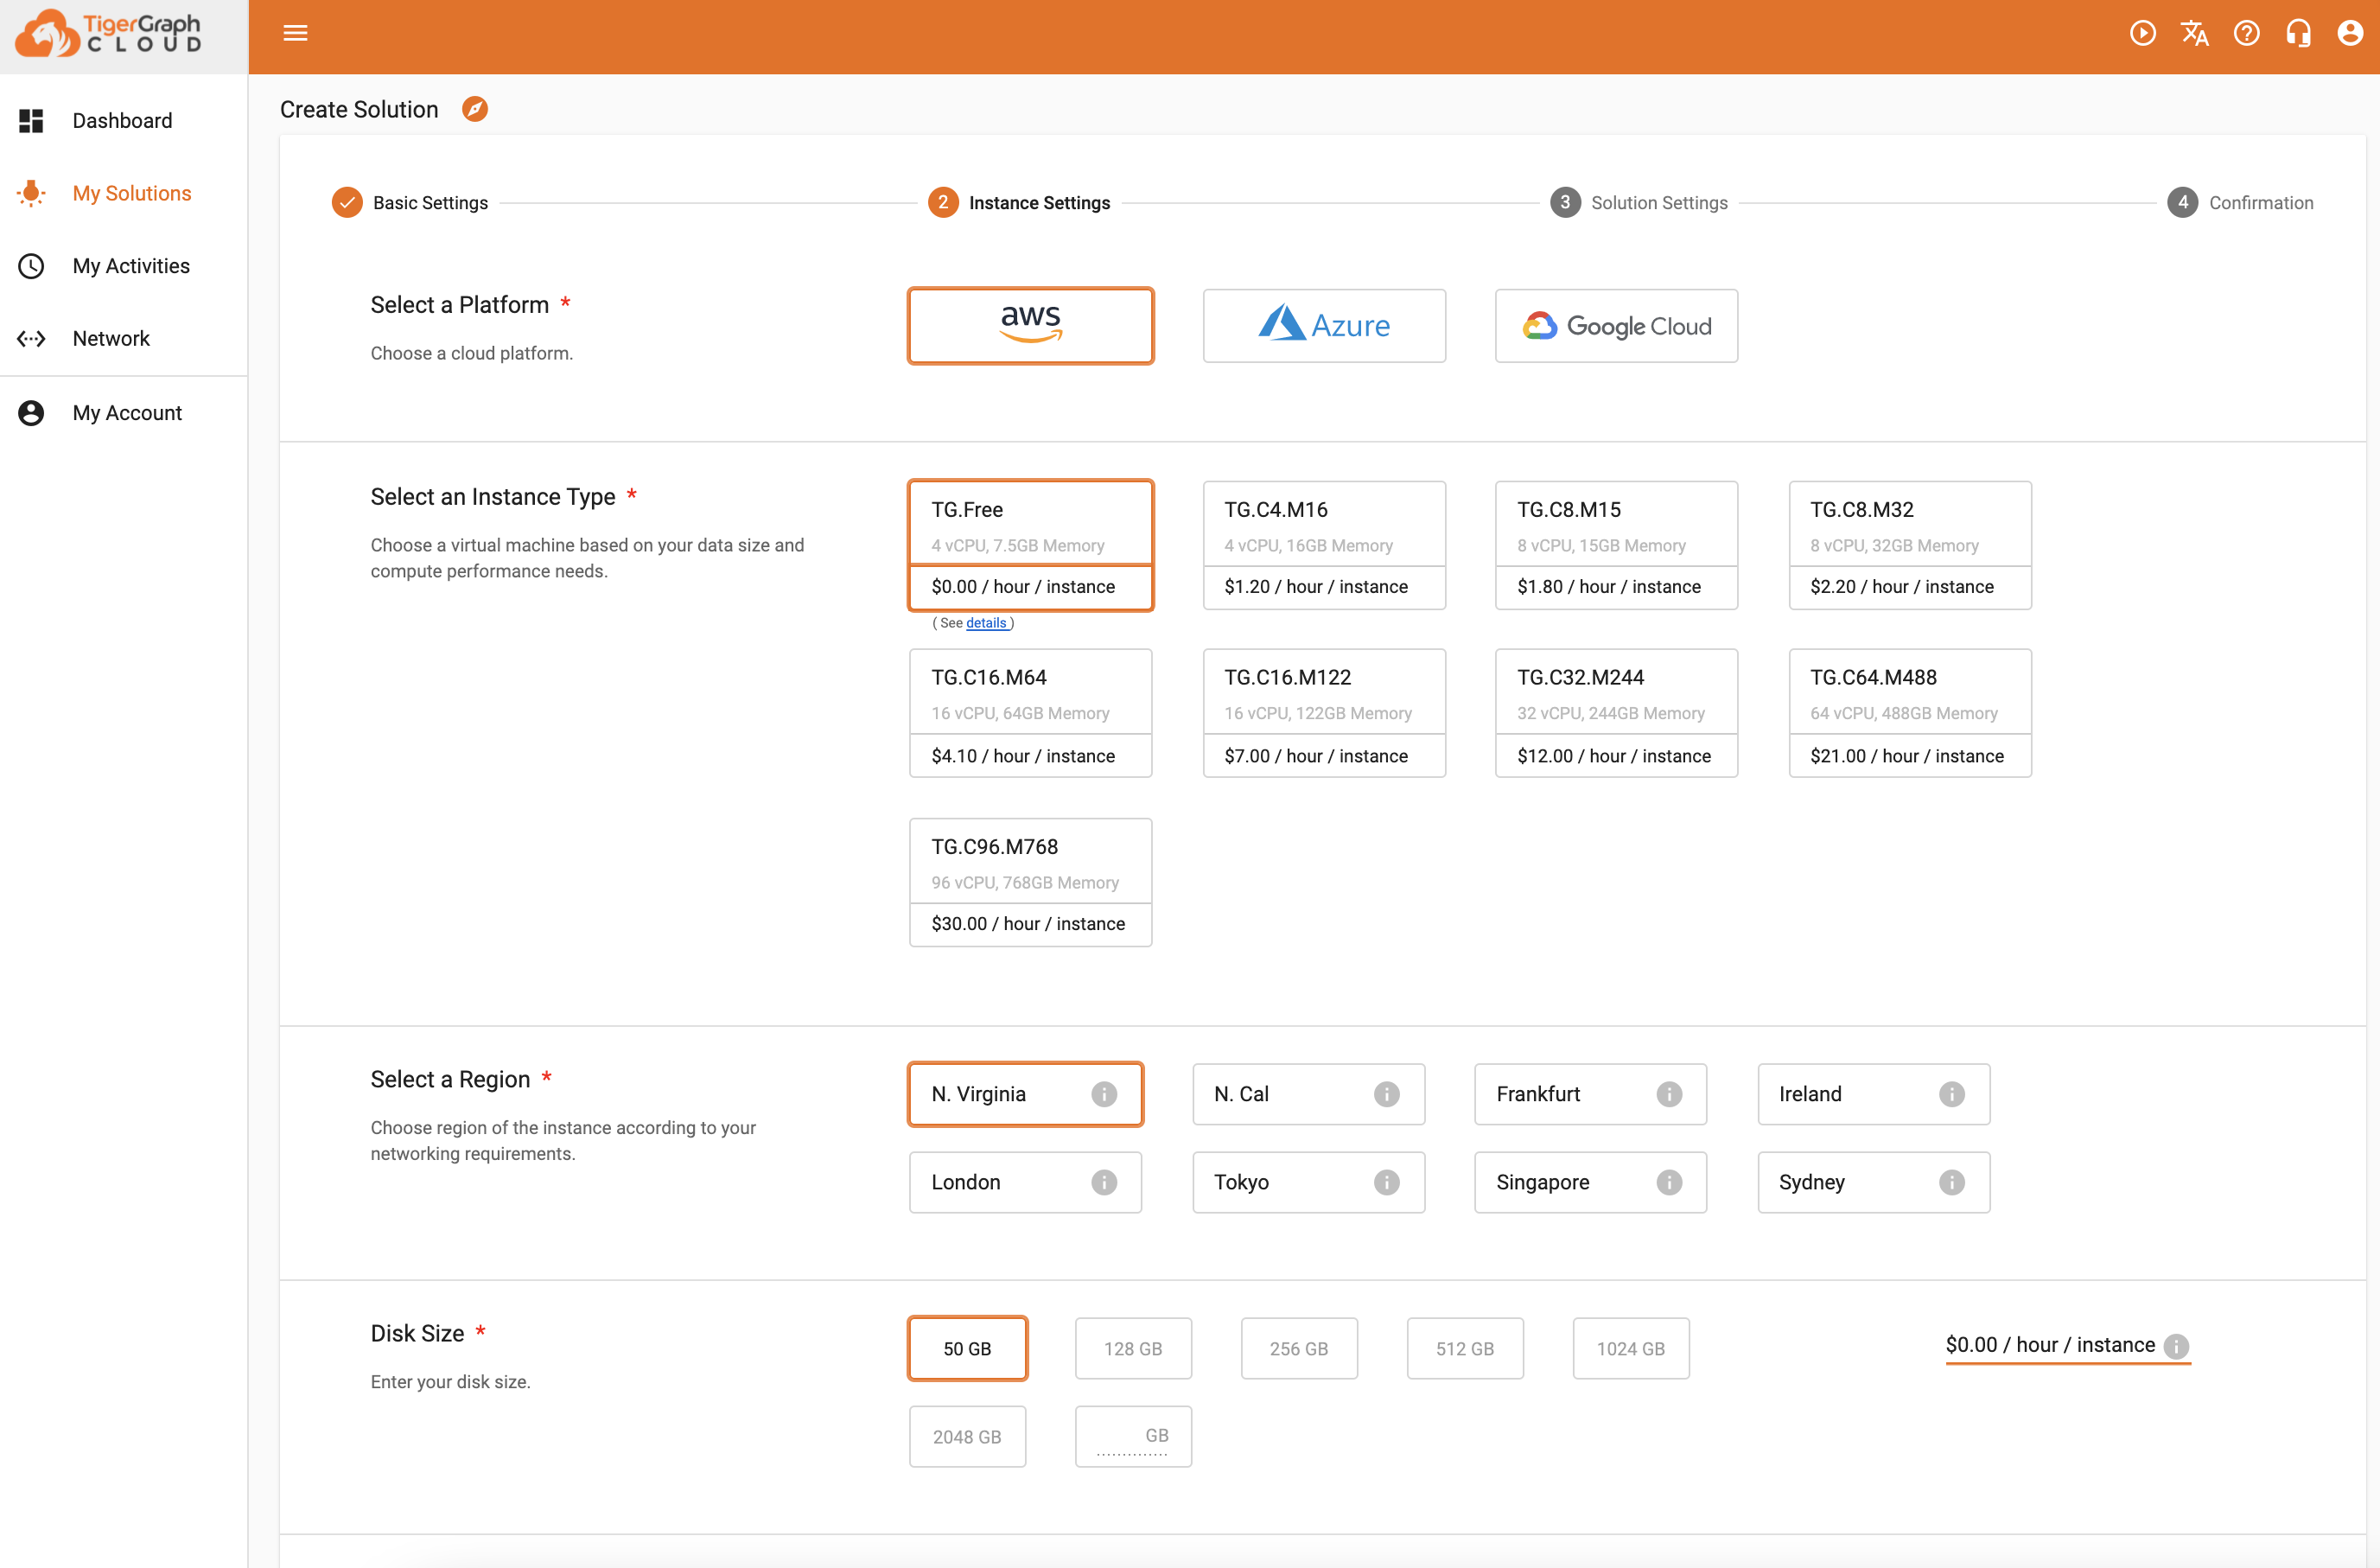 TigerGraph
CLOUD
Dashboard
My Solutions
My Activities
Network
My Account
Create Solution
Basic Settings
2 Instance Settings
3 Solution Settings
4 Confirmation
Select a Platform *
Choose a cloud platform.
aws
Azure
Google Cloud
Select an Instance Type *
Choose a virtual machine based on your data size and
compute performance needs.
TG.Free
4 vCPU, 7.5GB Memory
$0.00 / hour / instance
( See details )
TG.C4.M16
4 vCPU, 16GB Memory
$1.20 / hour / instance
TG.C8.M15
8 vCPU, 15GB Memory
$1.80 / hour / instance
TG.C8.M32
8 vCPU, 32GB Memory
$2.20 / hour / instance
TG.C16.M64
16 vCPU, 64GB Memory
$4.10 / hour / instance
TG.C16.M122
16 vCPU, 122GB Memory
$7.00 / hour / instance
TG.C32.M244
32 vCPU, 244GB Memory
$12.00 / hour / instance
TG.C64.M488
64 vCPU, 488GB Memory
$21.00 / hour / instance
TG.C96.M768
96 vCPU, 768GB Memory
$30.00 / hour / instance
Select a Region *
Choose region of the instance according to your
networking requirements.
N. Virginia
N. Cal
Frankfurt
Ireland
London
Tokyo
Singapore
Sydney
Disk Size *
Enter your disk size.
50 GB
128 GB
256 GB
512 GB
1024 GB
2048 GB
GB
$0.00 / hour / instance